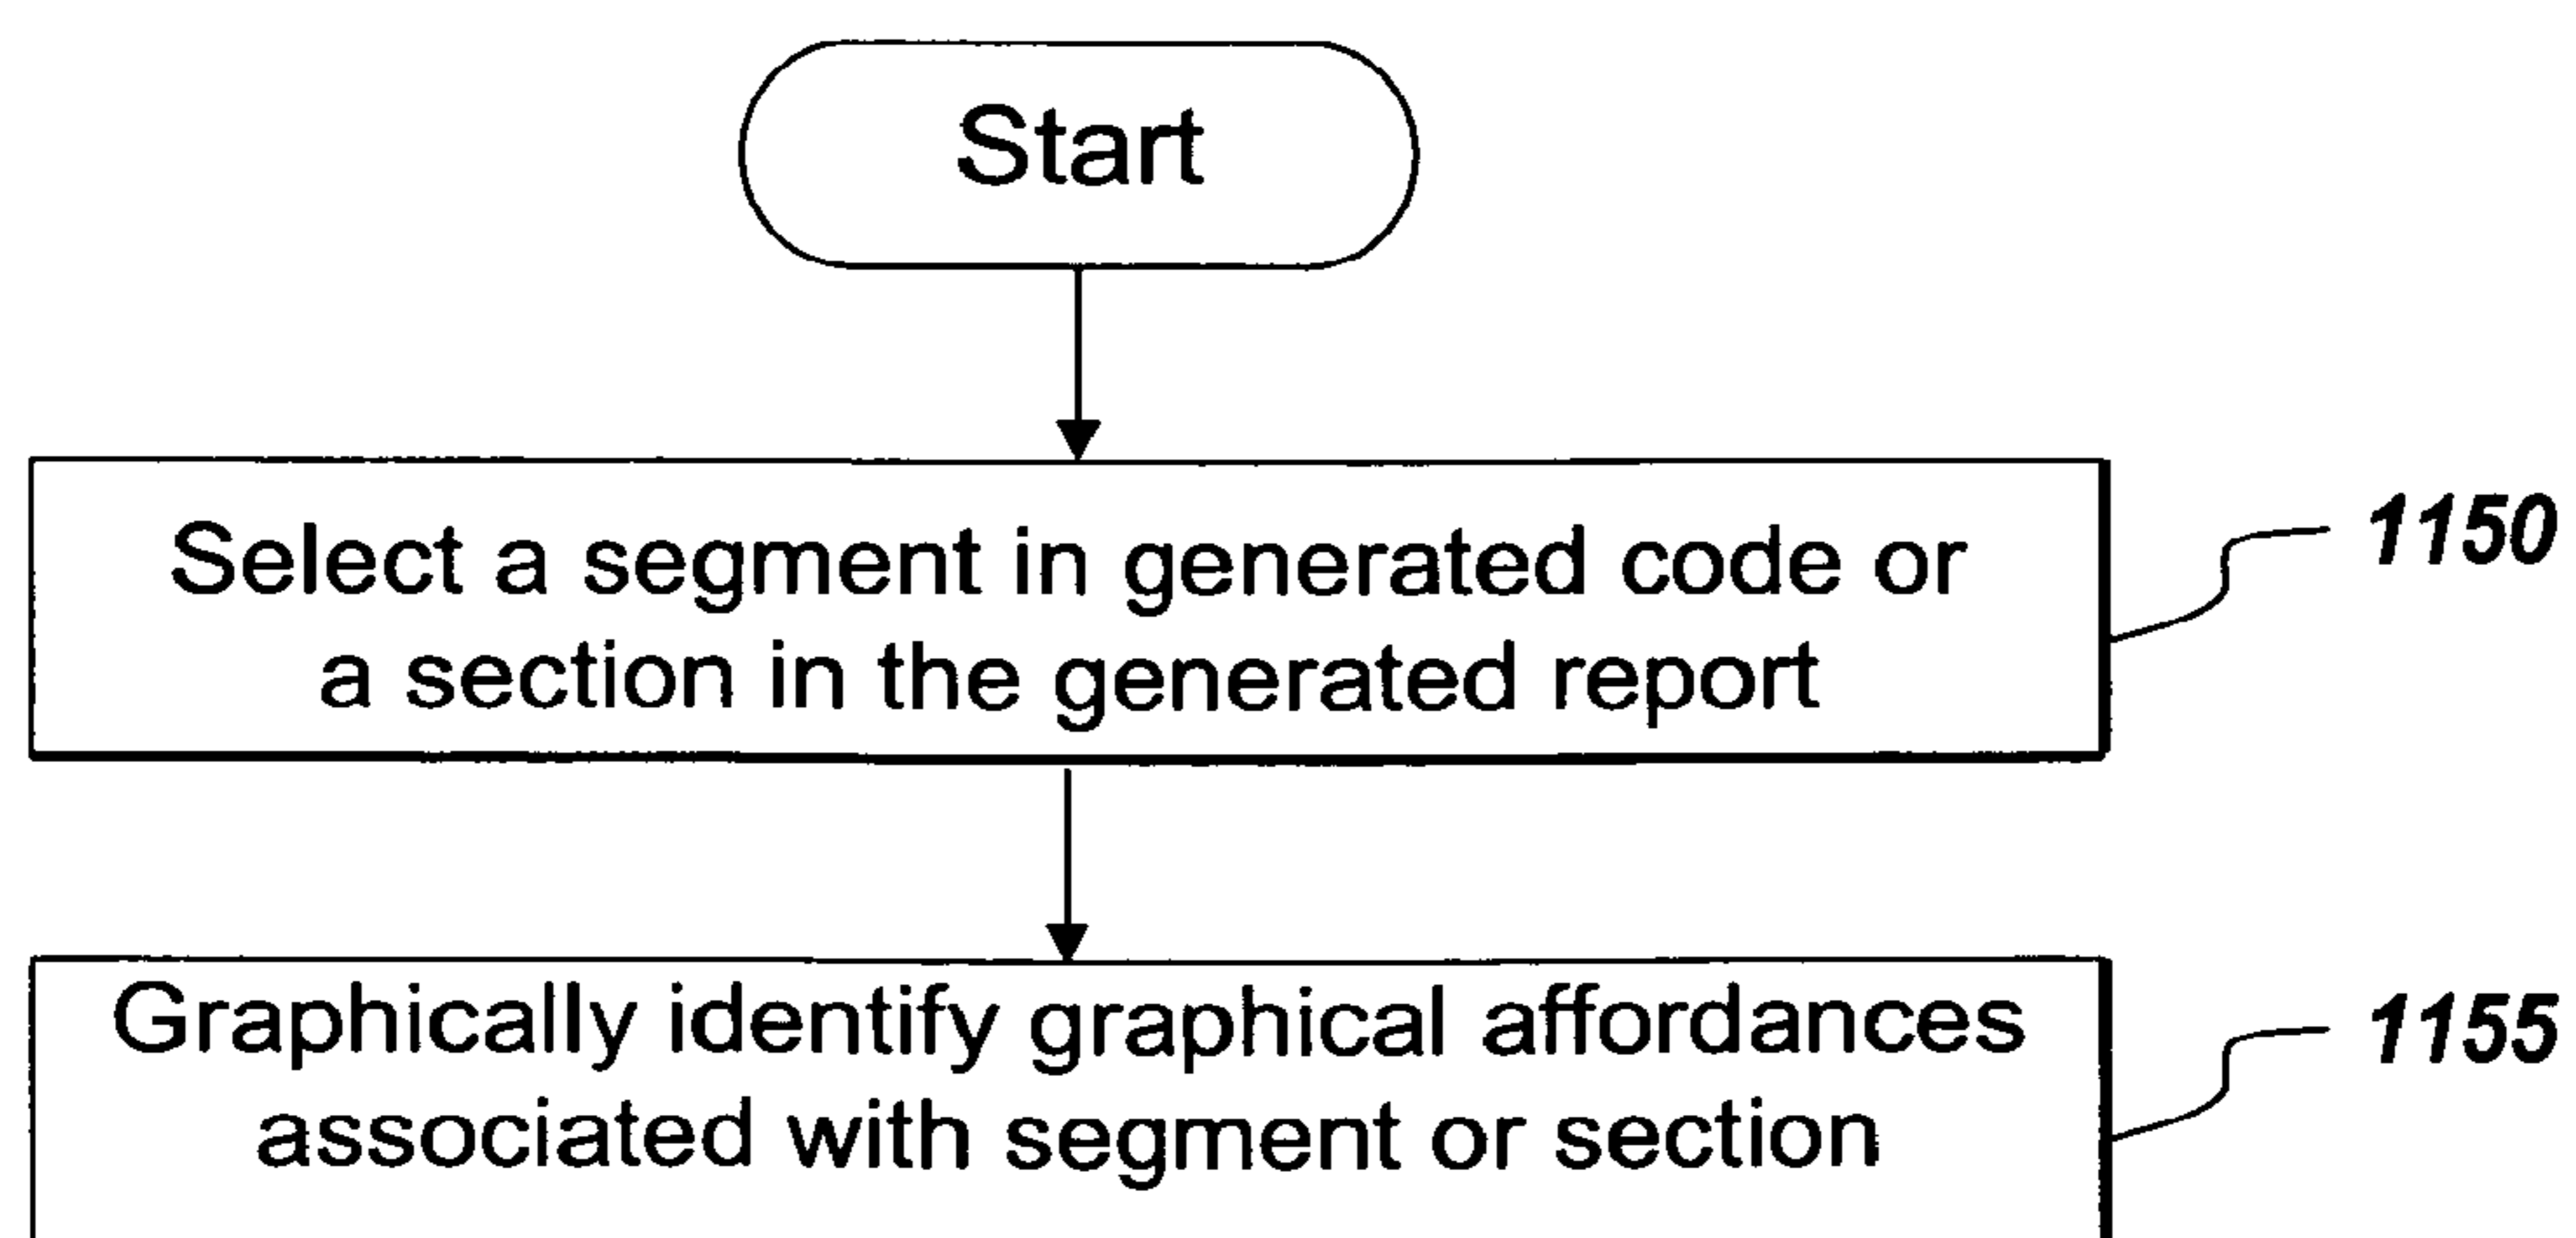 Start
Select a segment in generated code or
a section in the generated report
1150
Graphically identify graphical affordances
associated with segment or section
1155